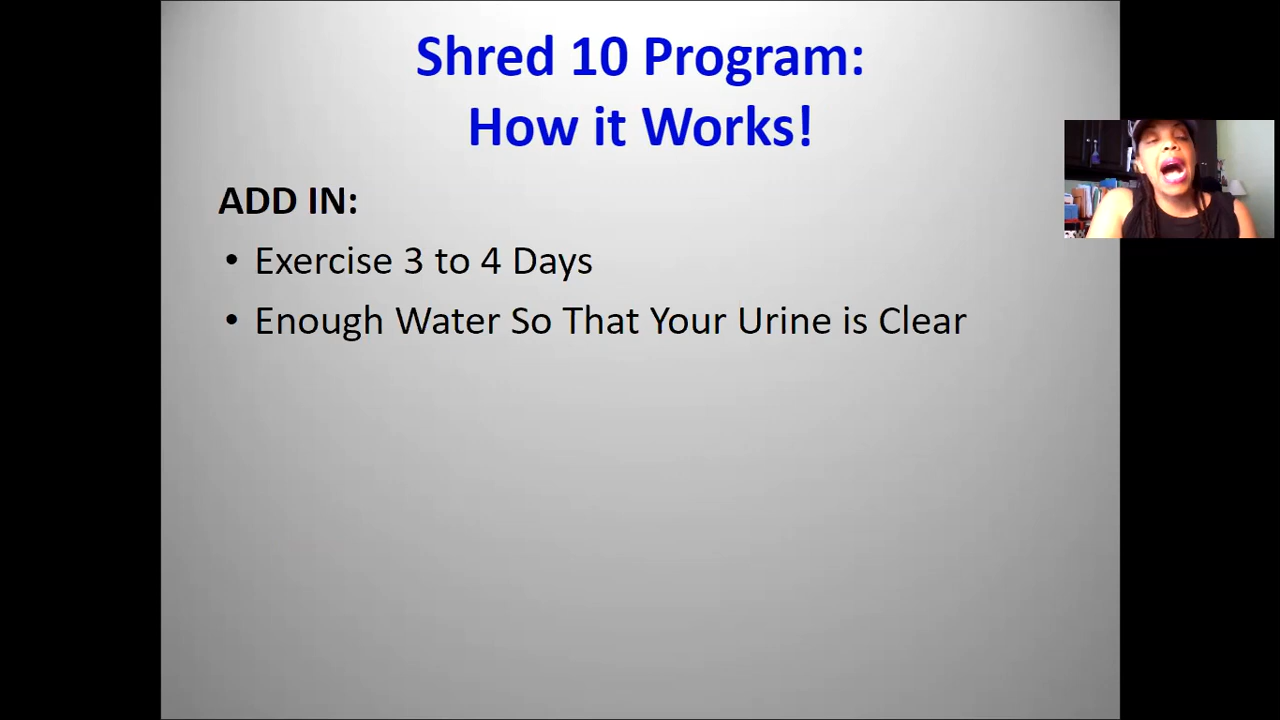 Shred 10 Program:
How it Works!
ADD IN:
• Exercise 3 to 4 Days
• Enough Water So That Your Urine is Clear